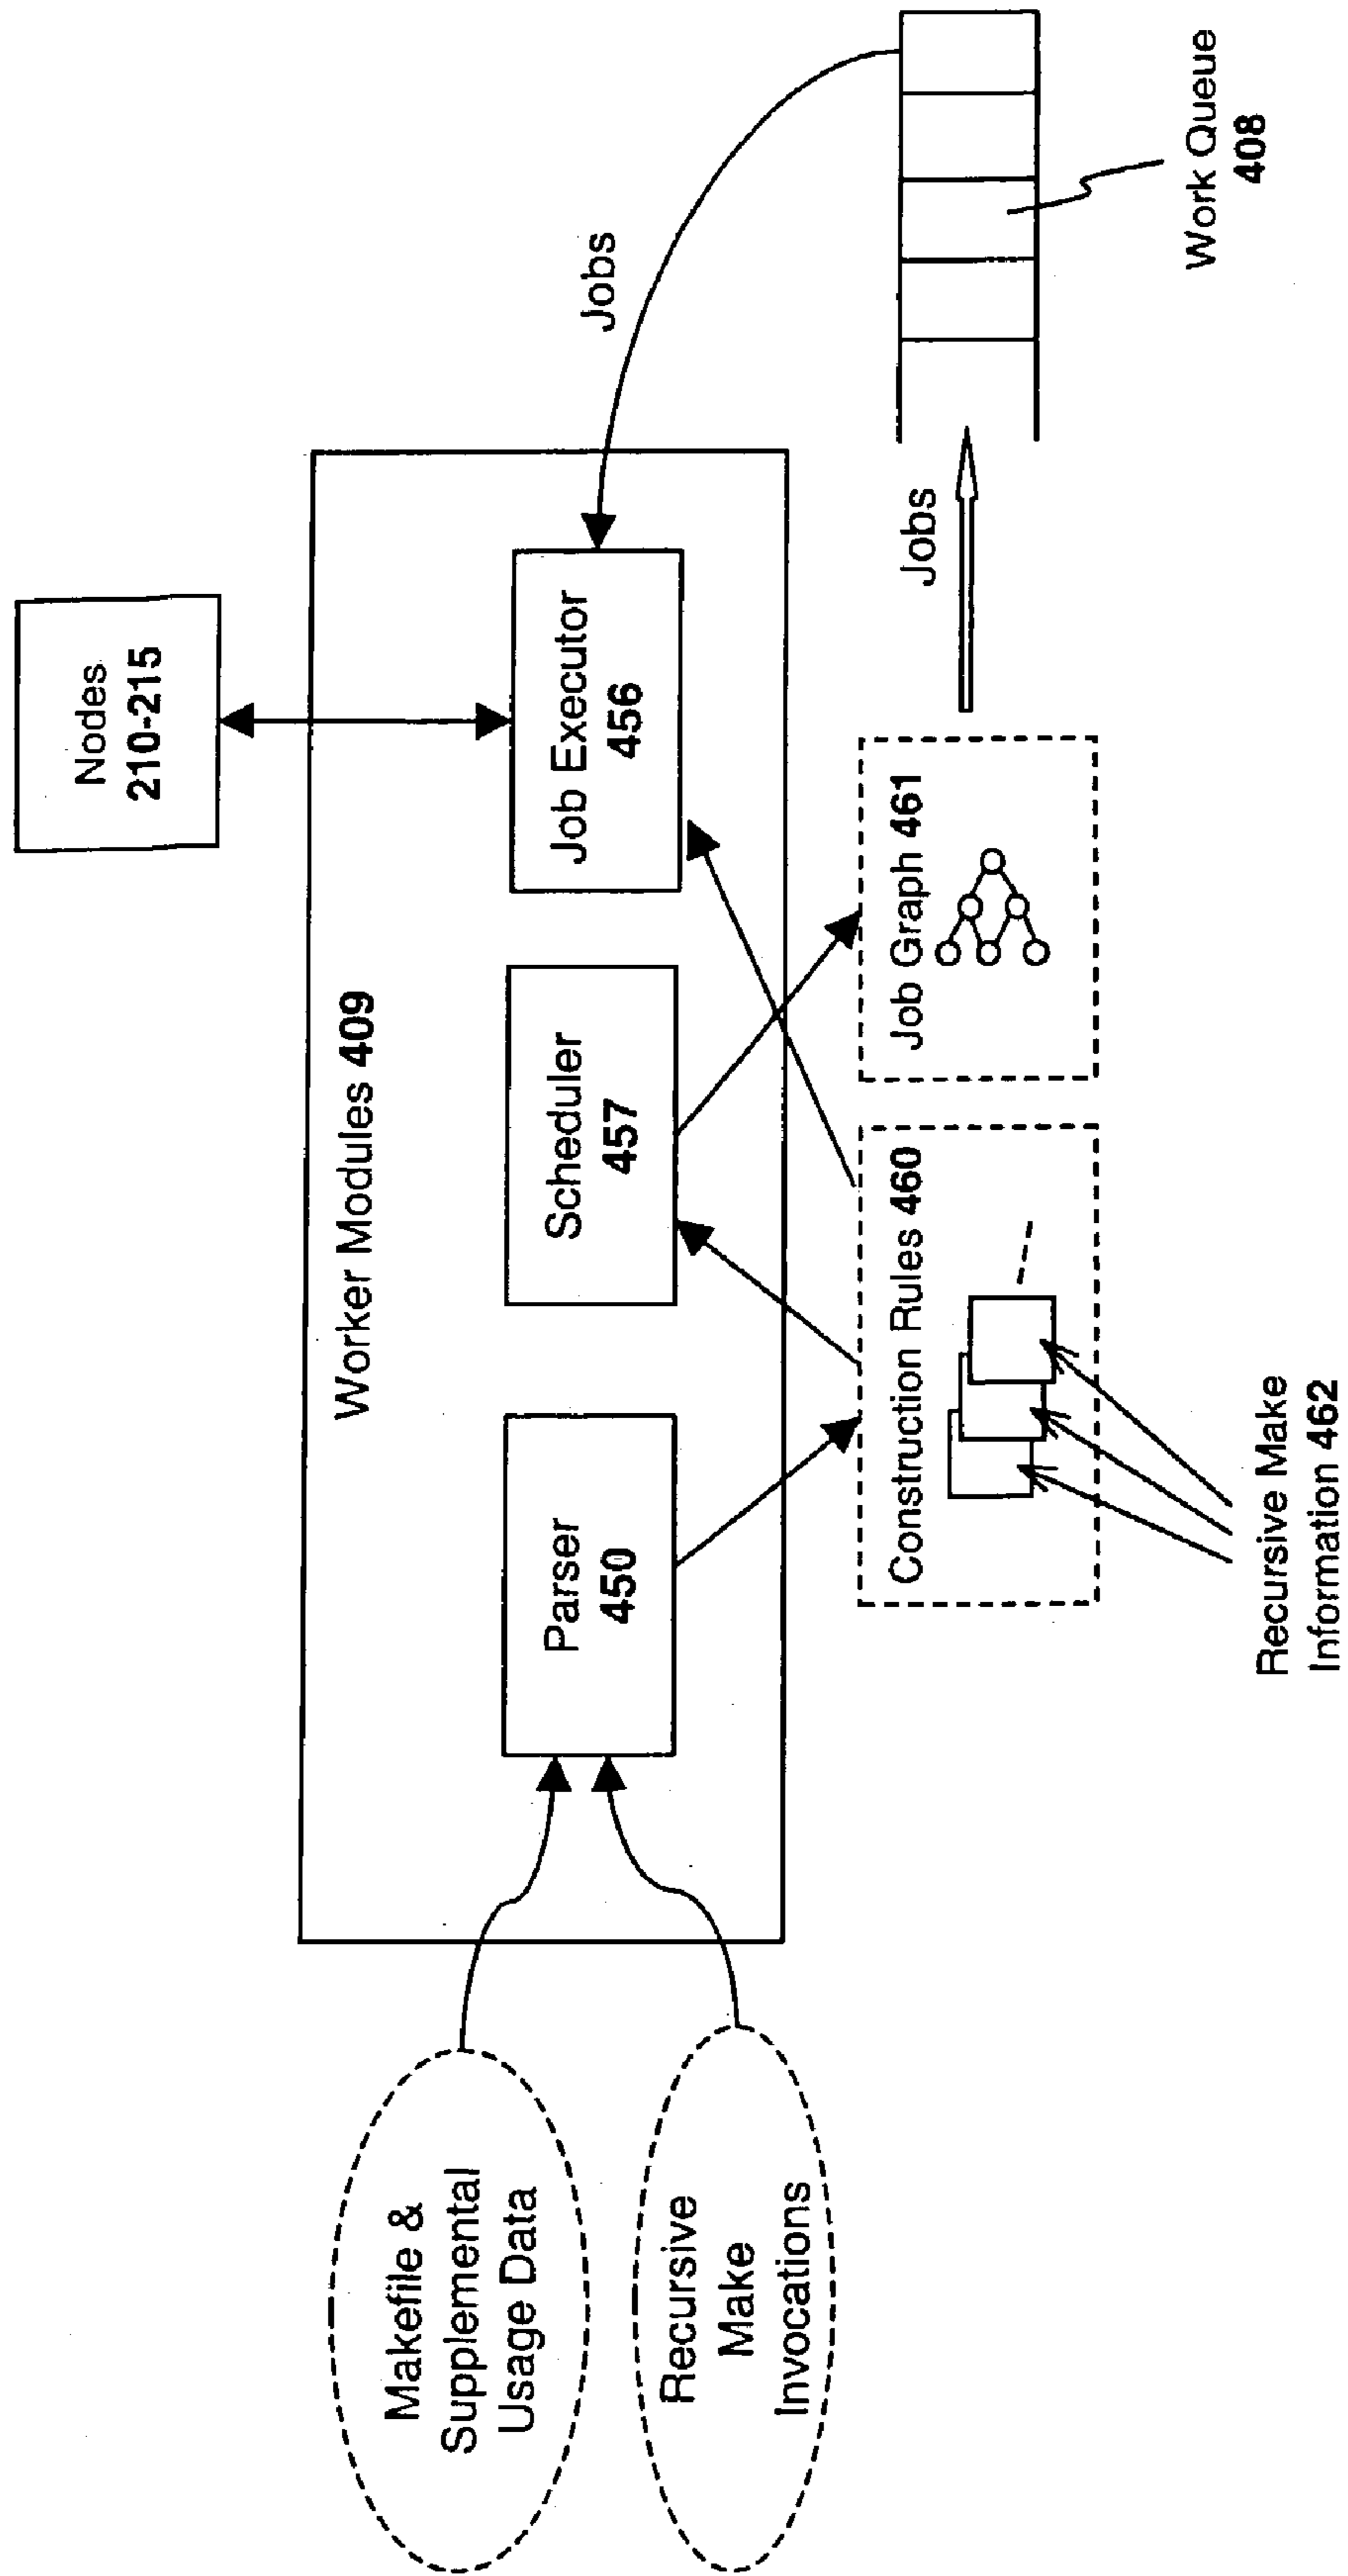 Nodes
210-215
Worker Modules 409
Makefile &
Supplemental
Usage Data
Recursive
Make
Invocations
Parser
450
Scheduler
457
Job Executor
456
Jobs
Construction Rules 460
Job Graph 461
Jobs
Recursive Make
Information 462
Work Queue
408